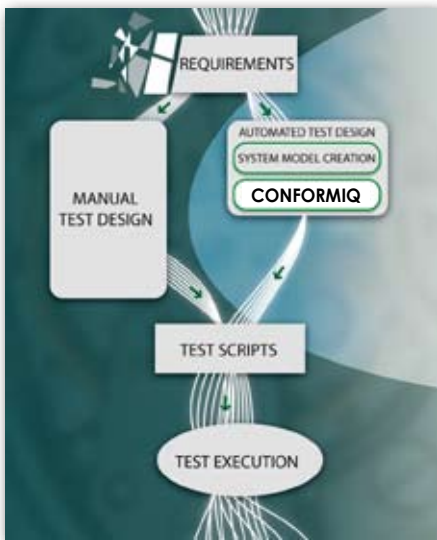 REQUIREMENTS
AUTOMATED TEST DESIGN
SYSTEM MODEL CREATION
CONFORMIQ
MANUAL
TEST DESIGN
TEST SCRIPTS
TEST EXECUTION